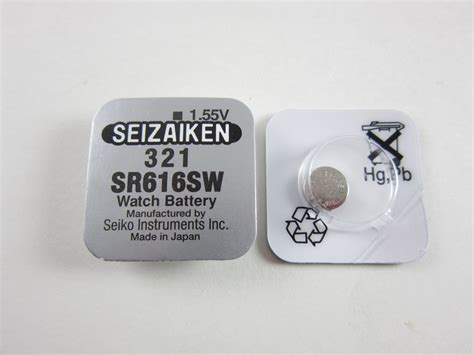 1.55V
SEIZAIKEN
321
SR616SW
Watch Battery
Manufactured by
Seiko Instruments Inc.
Made in Japan
Hg,Pb